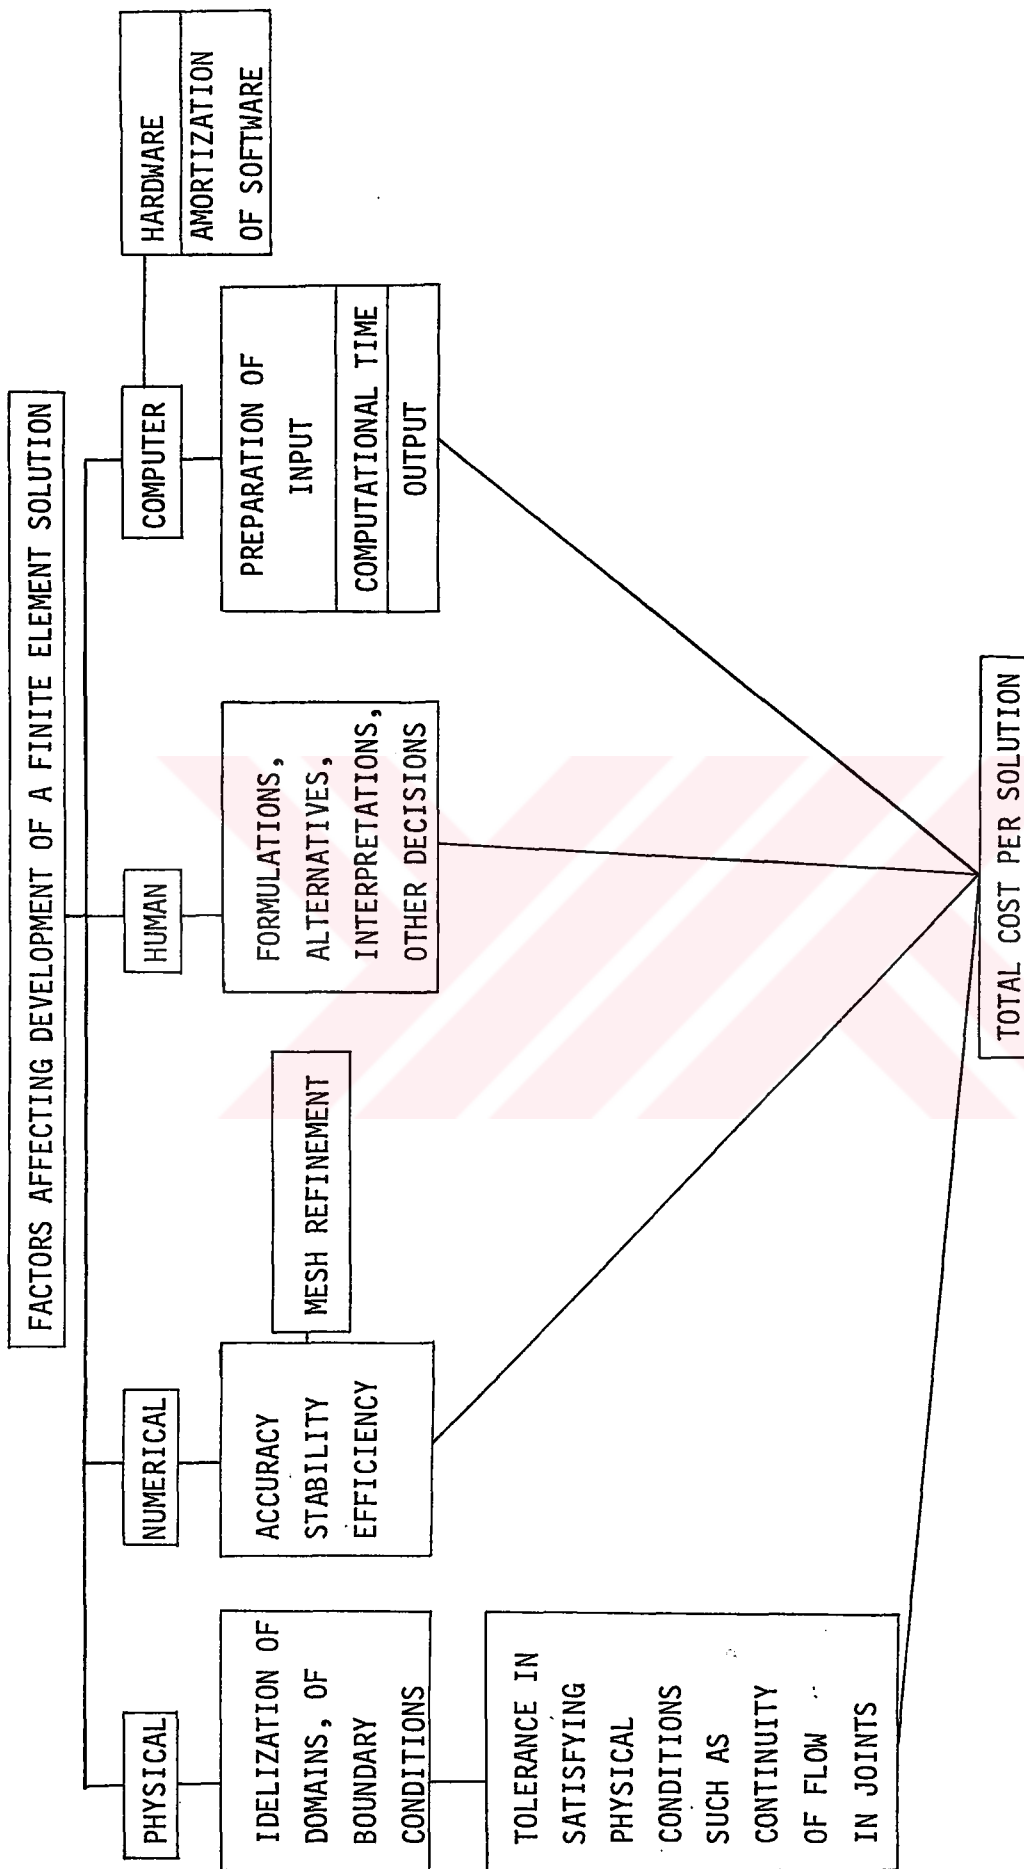 FACTORS AFFECTING DEVELOPMENT OF A FINITE ELEMENT SOLUTION
PHYSICAL
NUMERICAL
HUMAN
COMPUTER
HARDWARE
AMORTIZATION
OF SOFTWARE
IDELIZATION OF
DOMAINS, OF
BOUNDARY
CONDITIONS
ACCURACY
STABILITY
EFFICIENCY
MESH REFINEMENT
FORMULATIONS,
ALTERNATIVES,
INTERPRETATIONS,
OTHER DECISIONS
PREPARATION OF
INPUT
COMPUTATIONAL TIME
OUTPUT
TOLERANCE IN
SATISFYING
PHYSICAL
CONDITIONS
SUCH AS
CONTINUITY
OF FLOW
IN JOINTS
TOTAL COST PER SOLUTION